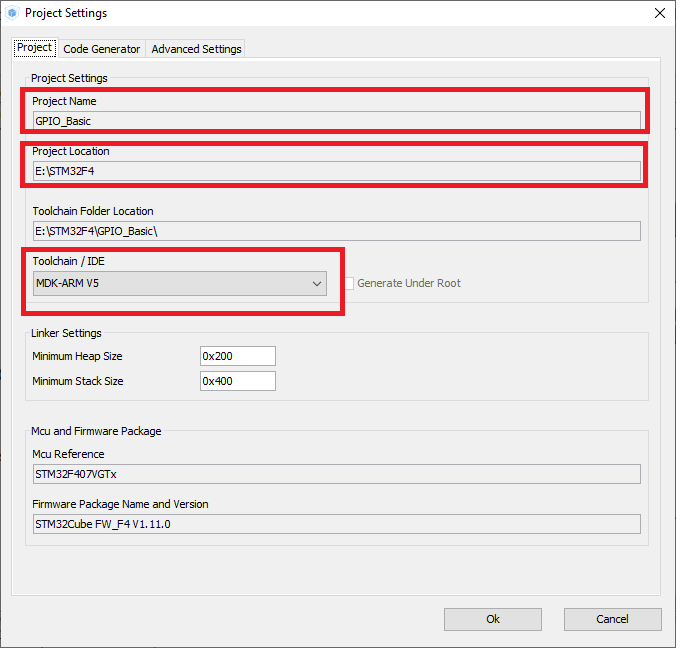 Project Settings
Project Code Generator Advanced Settings
Project Settings
Project Name
GPIO_Basic
Project Location
E:\STM32F4
Toolchain Folder Location
E:\STM32F4\GPIO_Basic\
Toolchain / IDE
MDK-ARM V5 Generate Under Root
Linker Settings
Minimum Heap Size 0x200
Minimum Stack Size 0x400
Mcu and Firmware Package
Mcu Reference
STM32F407VGTx
Firmware Package Name and Version
STM32Cube FW_F4 V1.11.0
Ok Cancel